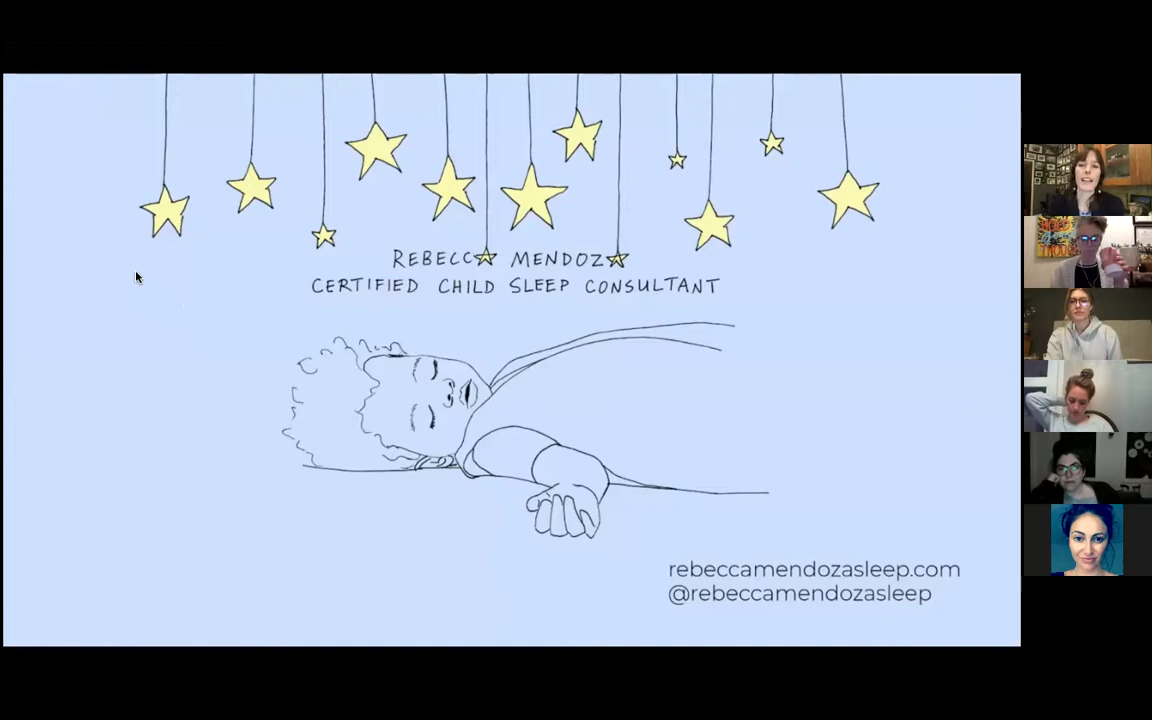 REBECCA MENDOZA
CERTIFIED CHILD SLEEP CONSULTANT
rebeccamendozasleep.com
@rebeccamendozasleep